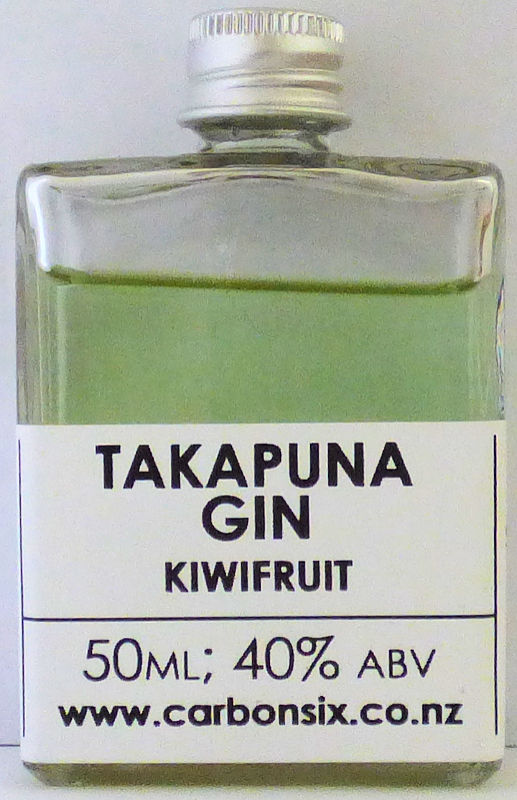 TAKAPUNA
GIN
KIWIFRUIT
50ML; 40% ABV
www.carbonsix.co.nz